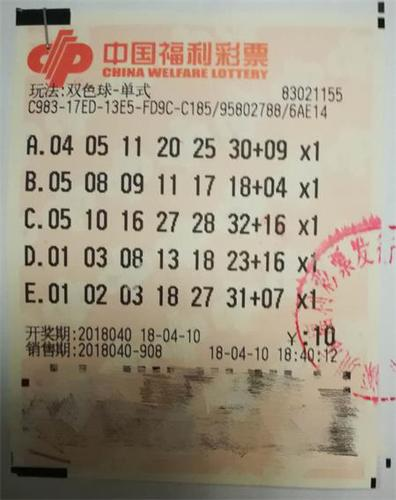 中国福利彩票
CHINA WELFARE LOTTERY
玩法:双色球-单式 83021155
C983-17ED-13E5-FD9C-C185/95802788/6AE14
A.04 05 11 20 25 30+09 x1
B.05 08 09 11 17 18+04 x1
C.05 10 16 27 28 32+16 x1
D.01 03 08 13 18 23+16 x1
E.01 02 03 18 27 31+07 x1
开奖期:2018040 18-04-10 ¥:10
销售期:2018040-908 18-04-10 18:40:12
彩票发行